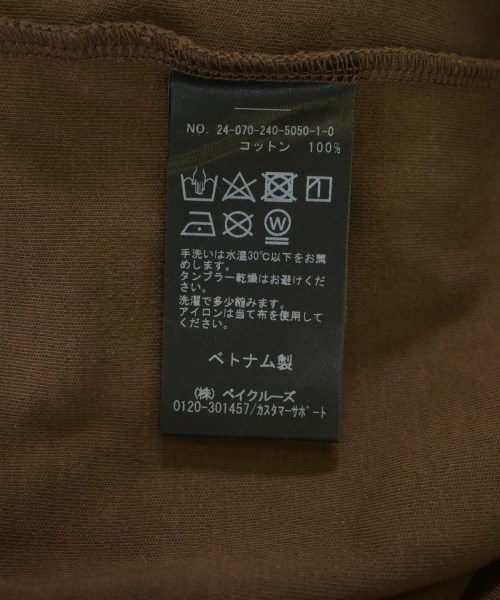 NO. 24-070-240-5050-1-0
コットン 100%
手洗いは水温30℃以下をお薦
めします。
タンブラー乾燥はお避けくだ
さい。
洗濯で多少縮みます。
アイロンは当て布を使用して
ください。
ベトナム製
(株) ベイクルーズ
0120-301457/カスタマーサポート